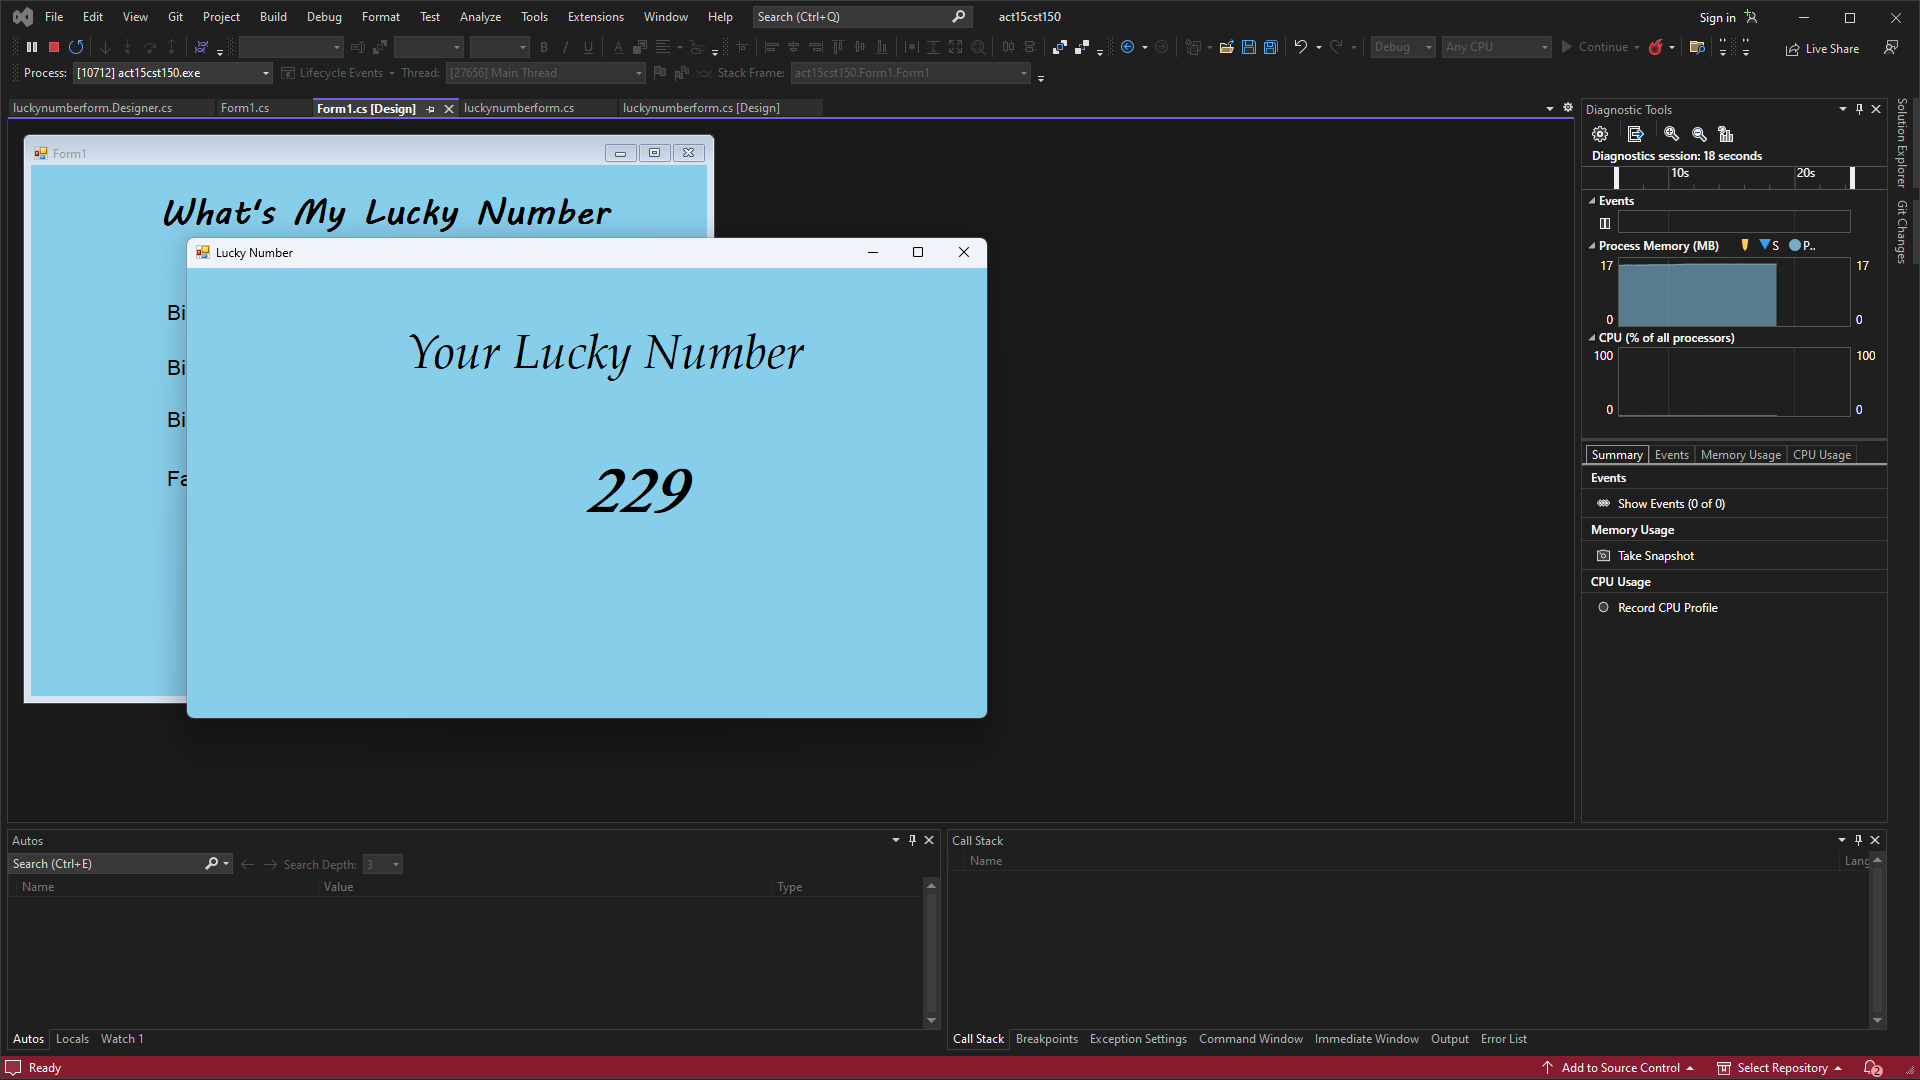 File Edit View Git Project Build Debug Format Test Analyze Tools Extensions Window Help Search (Ctrl+Q) act15cst150 Sign in
B I U A Debug Any CPU Continue Live Share
Process: [10712] act15cst150.exe Lifecycle Events Thread: [27656] Main Thread Stack Frame: act15cst150.Form1.Form1
luckynumberform.Designer.cs Form1.cs Form1.cs [Design] luckynumberform.cs luckynumberform.cs [Design]
Form1
What's My Lucky Number
Bi
Bi
Bi
Fa
Lucky Number
Your Lucky Number
229
Diagnostic Tools
Diagnostics session: 18 seconds
10s 20s
Events
Process Memory (MB) S P..
17 17
0 0
CPU (% of all processors)
100 100
0 0
Summary Events Memory Usage CPU Usage
Events
Show Events (0 of 0)
Memory Usage
Take Snapshot
CPU Usage
Record CPU Profile
Solution Explorer
Git Changes
Autos
Search (Ctrl+E) Search Depth: 3
Name Value Type
Autos Locals Watch 1
Call Stack
Name Lang
Call Stack Breakpoints Exception Settings Command Window Immediate Window Output Error List
Ready Add to Source Control Select Repository 2